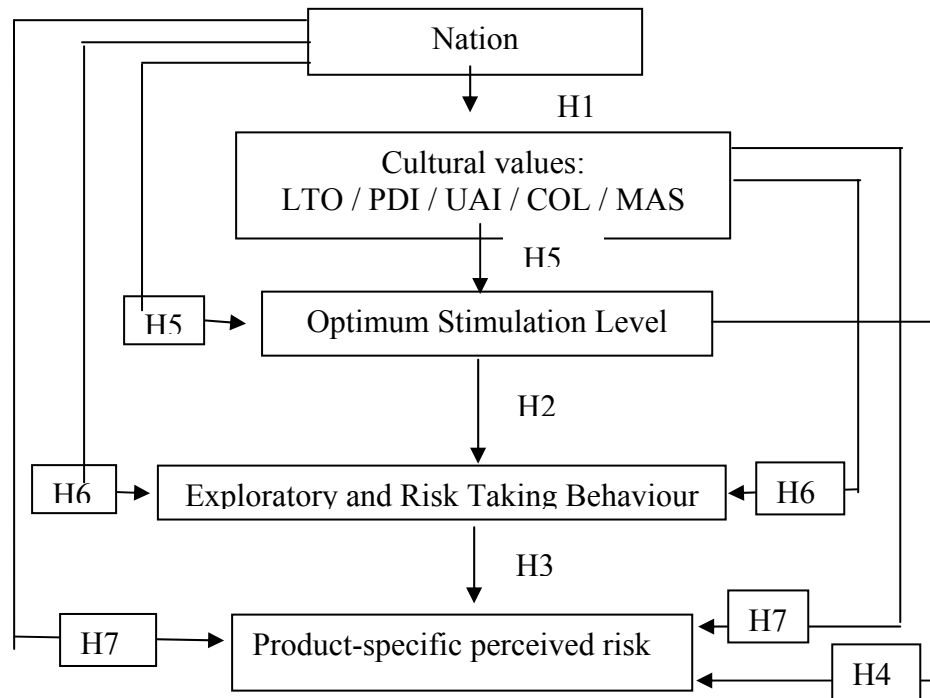 Nation
H1
Cultural values:
LTO / PDI / UAI / COL / MAS
H5
H5
Optimum Stimulation Level
H2
H6
Exploratory and Risk Taking Behaviour
H6
H3
H7
Product-specific perceived risk
H7
H4